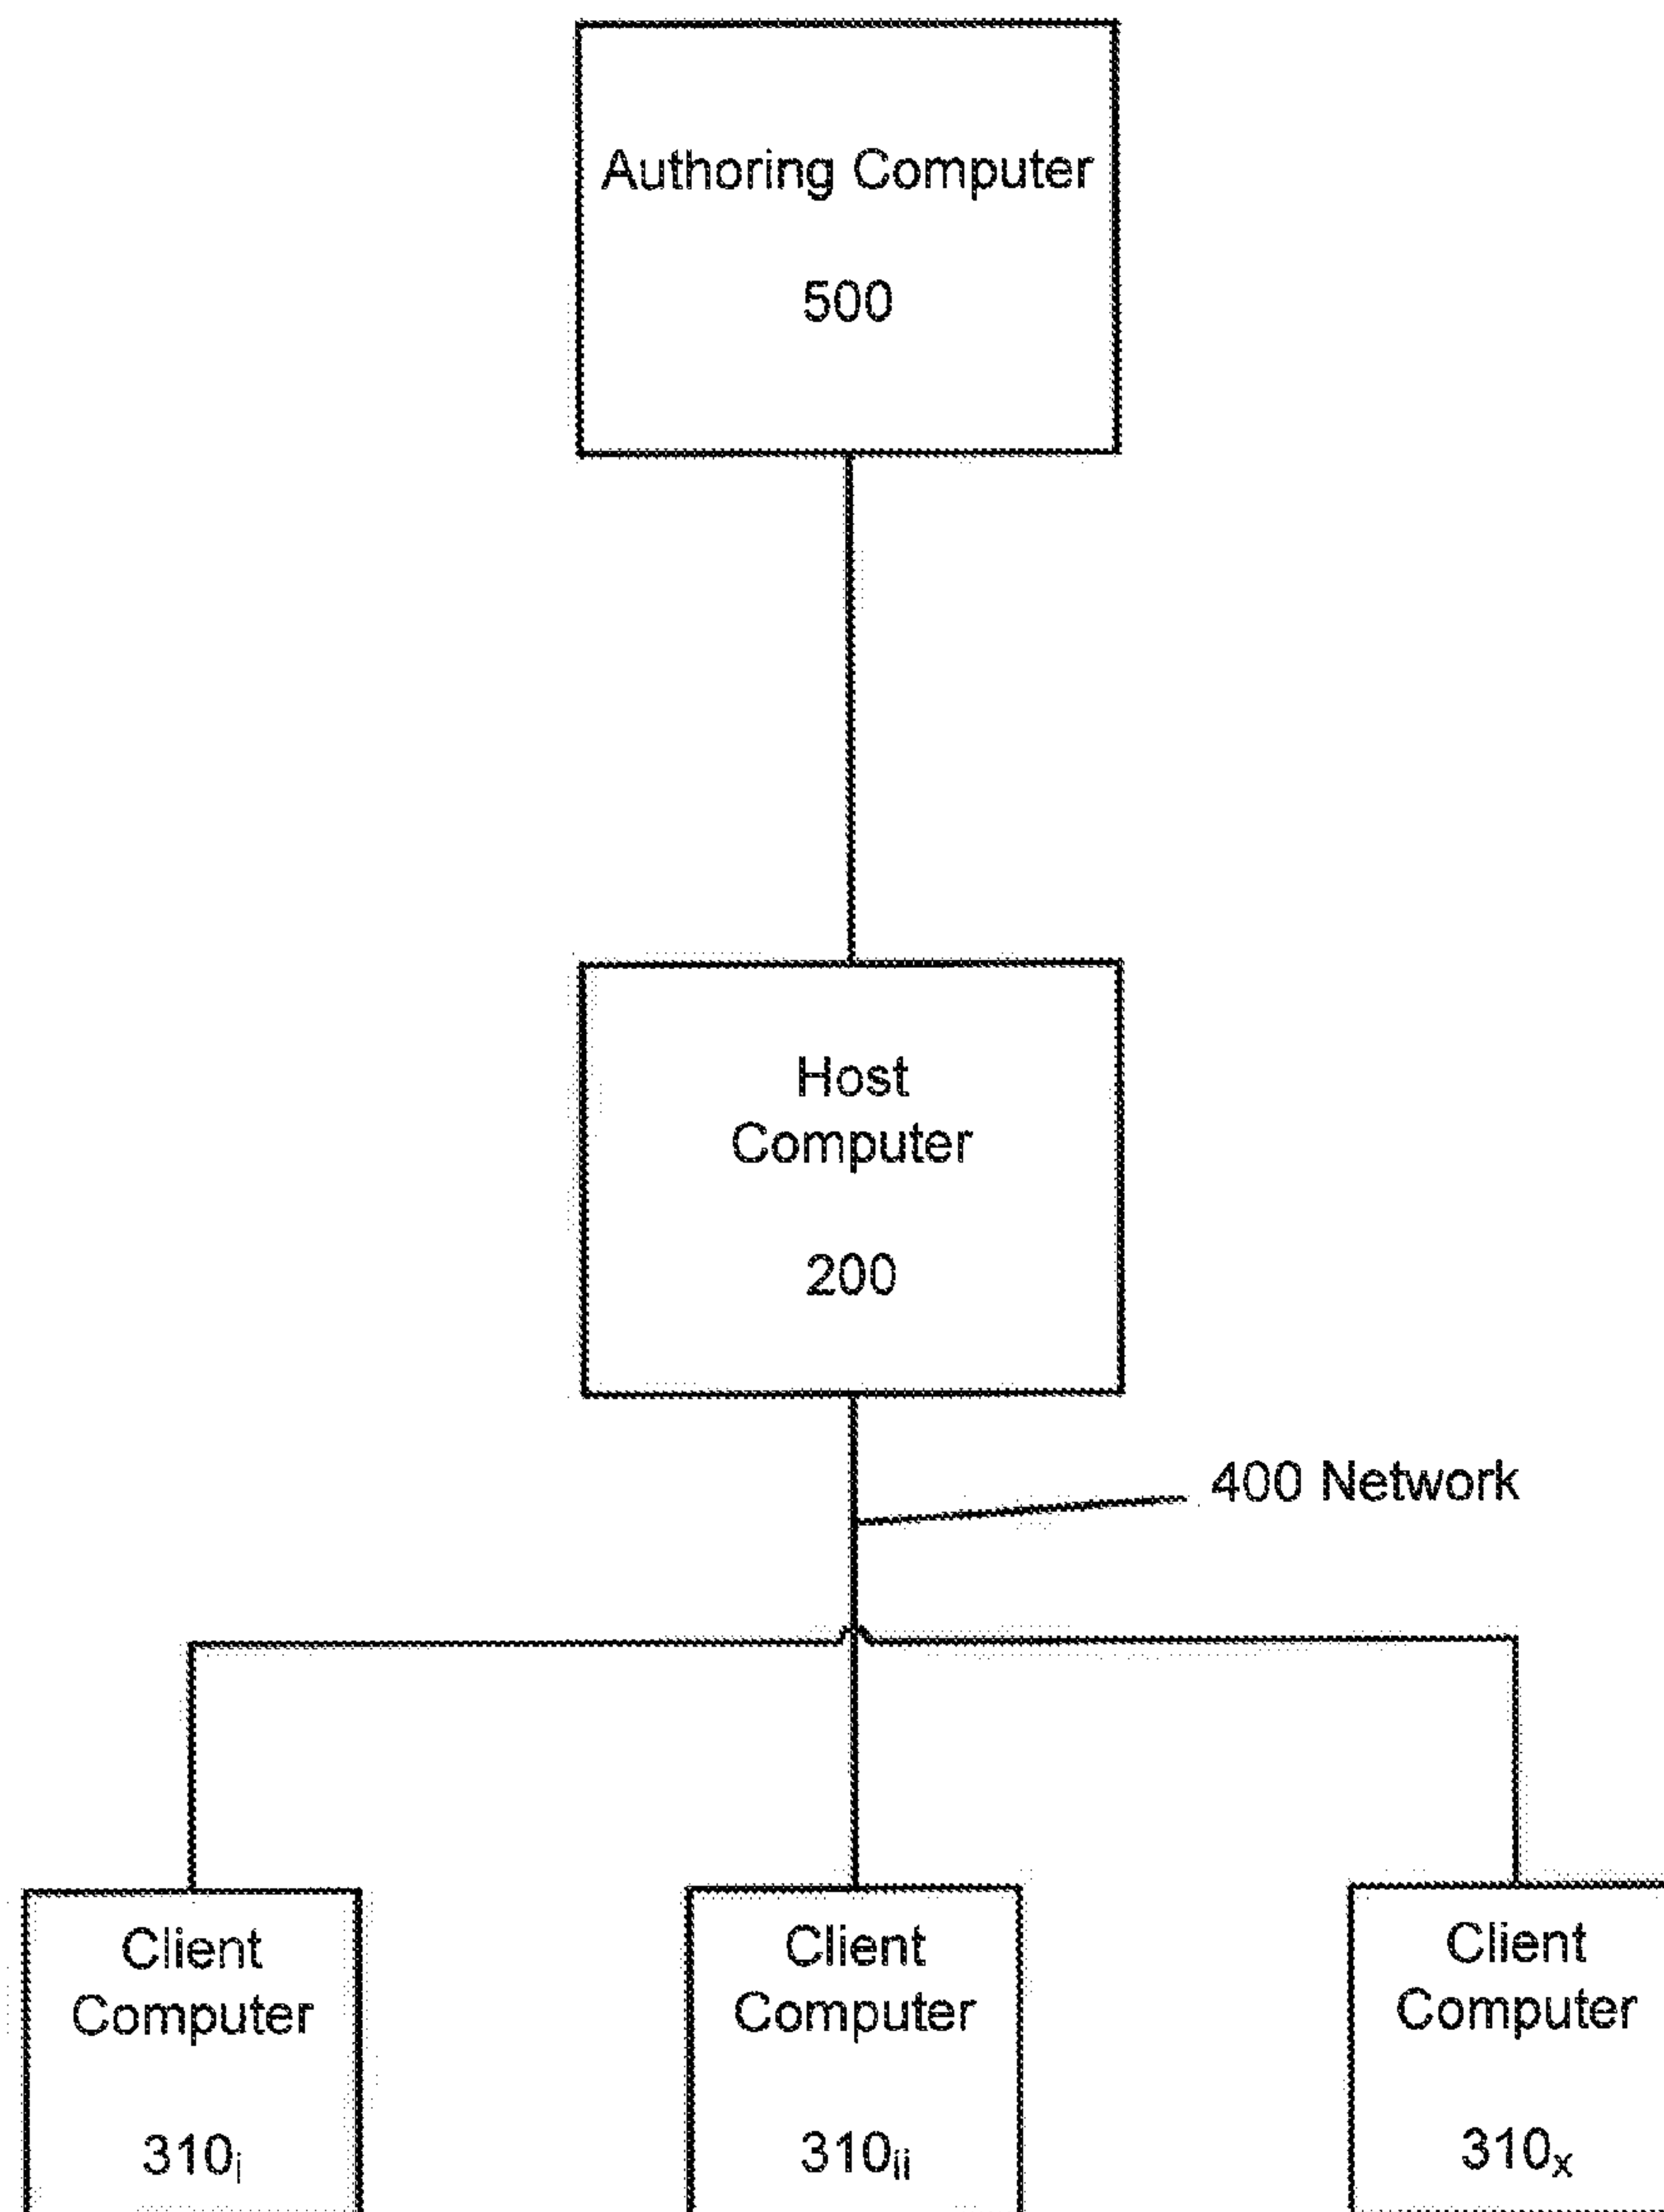 Authoring Computer
500
Host
Computer
200
400 Network
Client
Computer
310i
Client
Computer
310ii
Client
Computer
310x